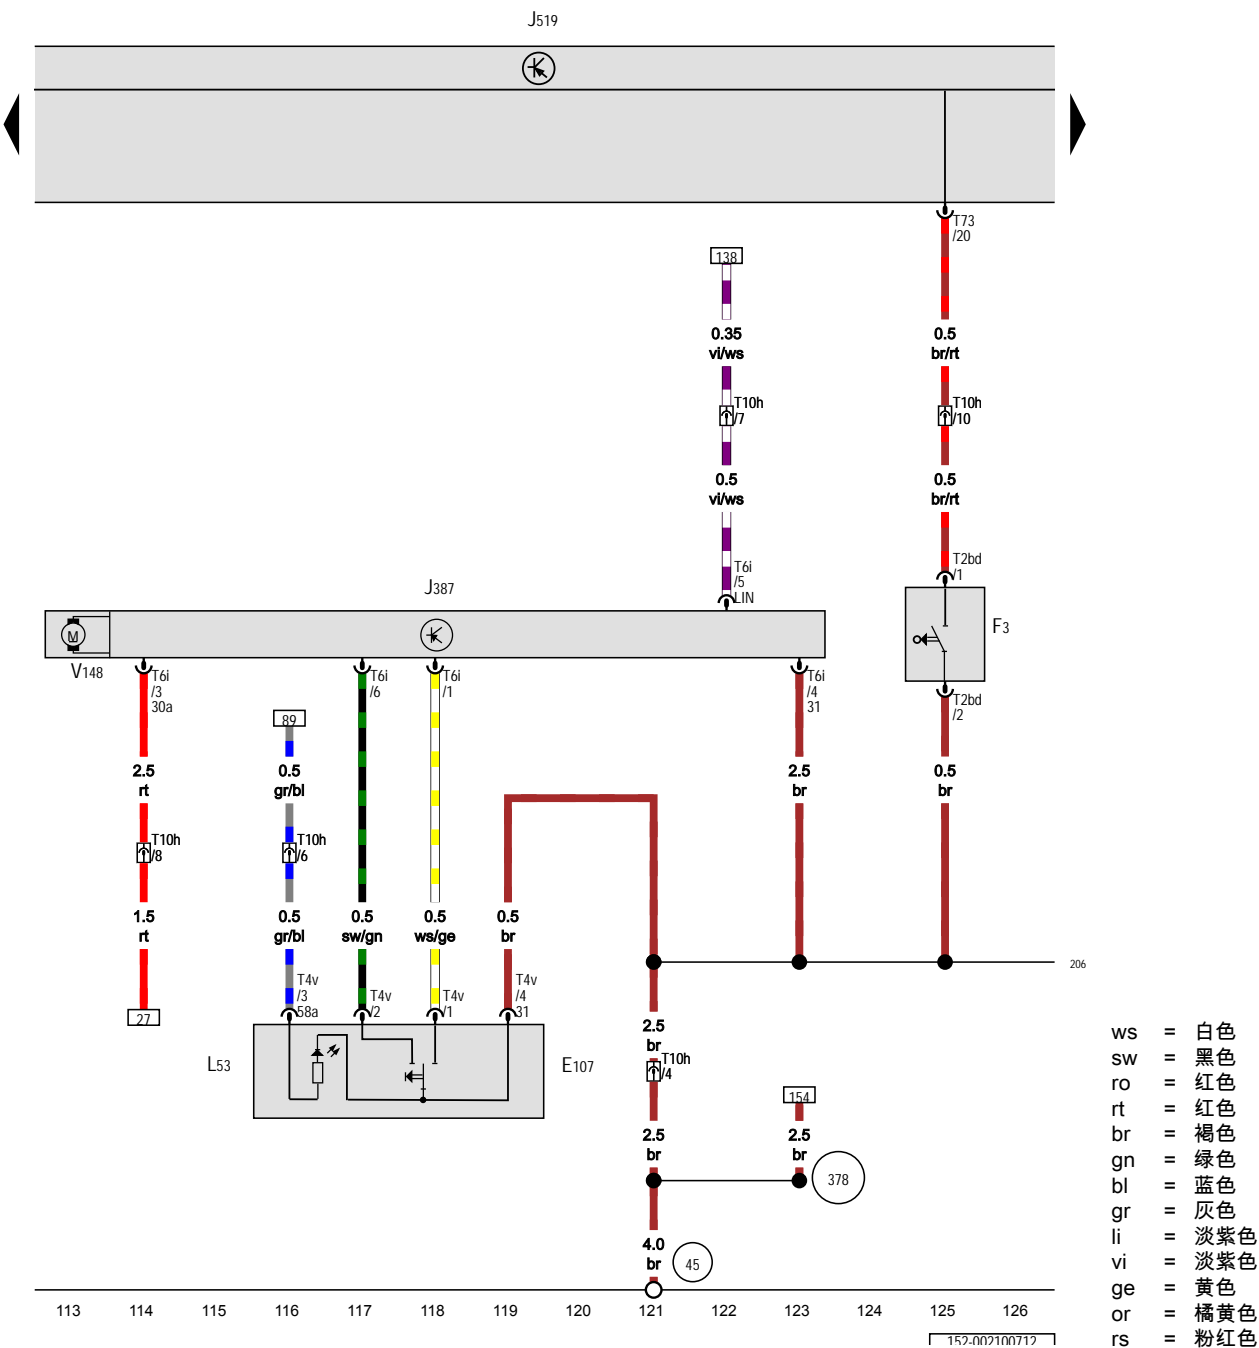 J519
T73
/20
138
0.35
vi/ws
0.5
br/rt
T10h
/7
T10h
/10
0.5
vi/ws
0.5
br/rt
T6i
/5
LIN
T2bd
/1
J387
F3
M
V148
T6i
/3
30a
T6i
/6
T6i
/1
T6i
/4
31
T2bd
/2
89
2.5
rt
0.5
gr/bl
2.5
br
0.5
br
T10h
/8
T10h
/6
1.5
rt
0.5
gr/bl
0.5
sw/gn
0.5
ws/ge
0.5
br
206
T4v
/3
58a
T4v
/2
T4v
/1
T4v
/4
31
27
2.5
br
L53
E107
T10h
/4
154
2.5
br
2.5
br
378
4.0
br
45
113 114 115 116 117 118 119 120 121 122 123 124 125 126
152-002100712
ws = 白色
sw = 黑色
ro = 红色
rt = 红色
br = 褐色
gn = 绿色
bl = 蓝色
gr = 灰色
li = 淡紫色
vi = 淡紫色
ge = 黄色
or = 橘黄色
rs = 粉红色